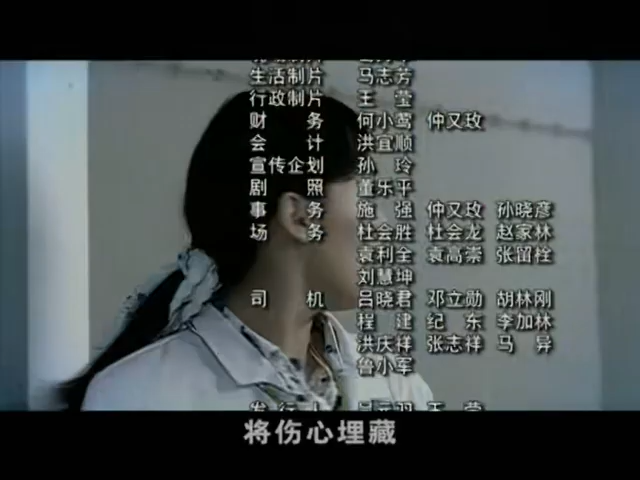 生活制片 马志芳
行政制片 王 莹
财 务 何小莺 仲又玫
会 计 洪宜顺
宣传企划 孙 玲
剧 照 董乐平
事 务 施 强 仲又玫 孙晓彦
场 务 杜会胜 杜会龙 赵家林
袁利全 袁高崇 张留栓
刘慧坤
司 机 吕晓君 邓立勋 胡林刚
程 建 纪 东 李加林
洪庆祥 张志祥 马 异
鲁小军
将伤心埋藏